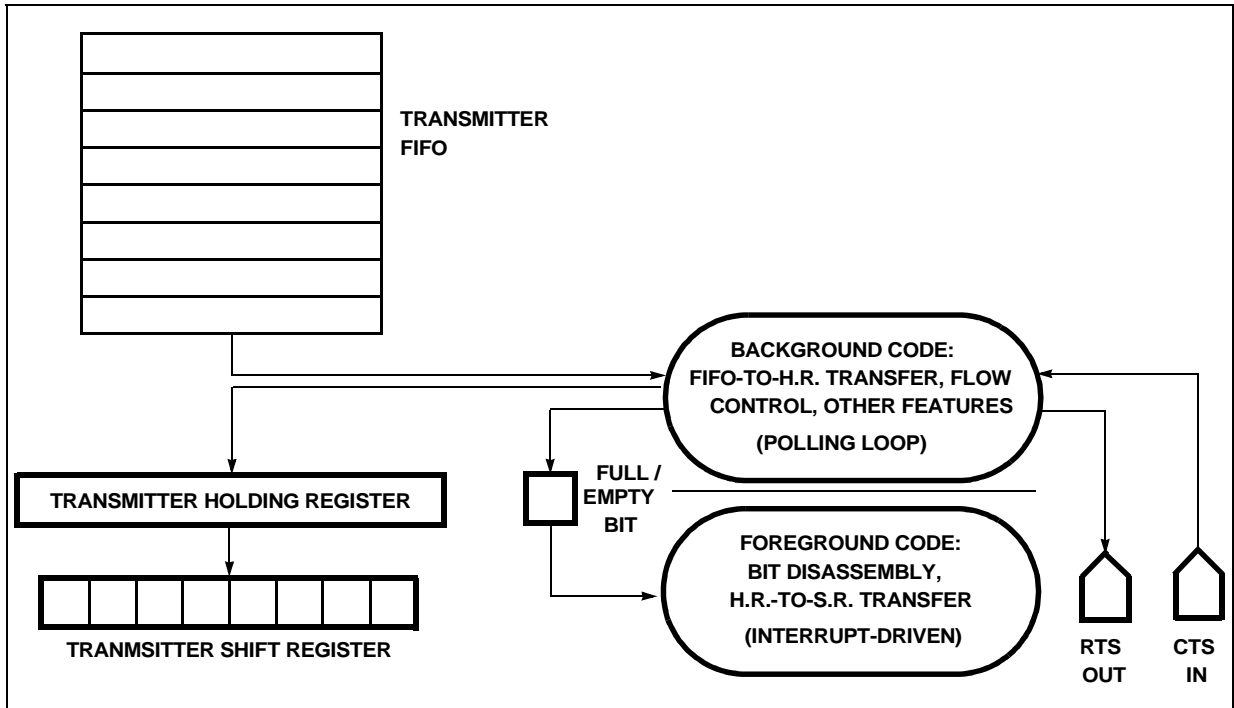 TRANSMITTER
FIFO
BACKGROUND CODE:
FIFO-TO-H.R. TRANSFER, FLOW
CONTROL, OTHER FEATURES
(POLLING LOOP)
TRANSMITTER HOLDING REGISTER
FULL /
EMPTY
BIT
FOREGROUND CODE:
BIT DISASSEMBLY,
H.R.-TO-S.R. TRANSFER
(INTERRUPT-DRIVEN)
TRANMSITTER SHIFT REGISTER
RTS
OUT
CTS
IN